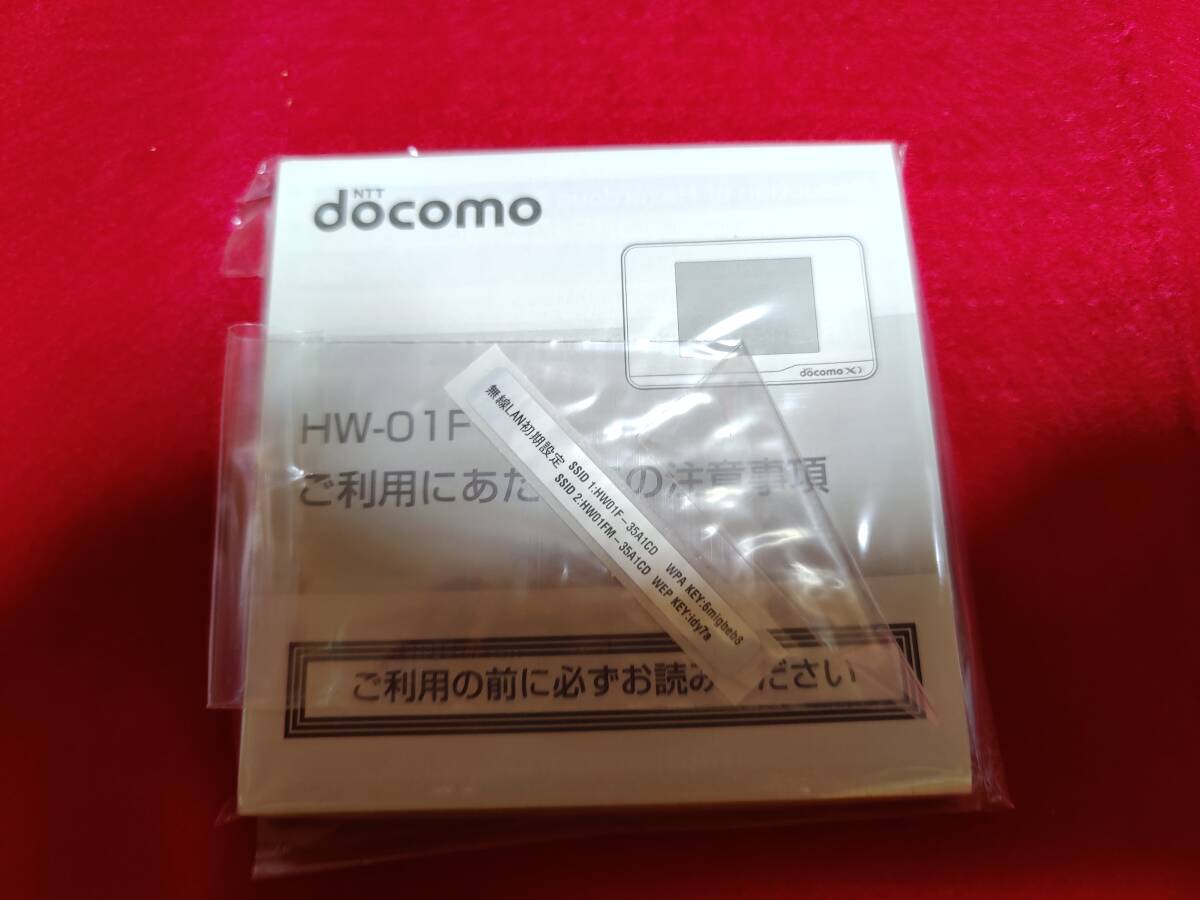 NTT
docomo
docomo Xi
HW-01F
ご利用にあた の注意事項
無線LAN初期設定 SSID 1:HW01F-35A1CD WPA KEY:6migbeb8
SSID 2:HW01FM-35A1CD WEP KEY:idy7a
ご利用の前に必ずお読み ださい